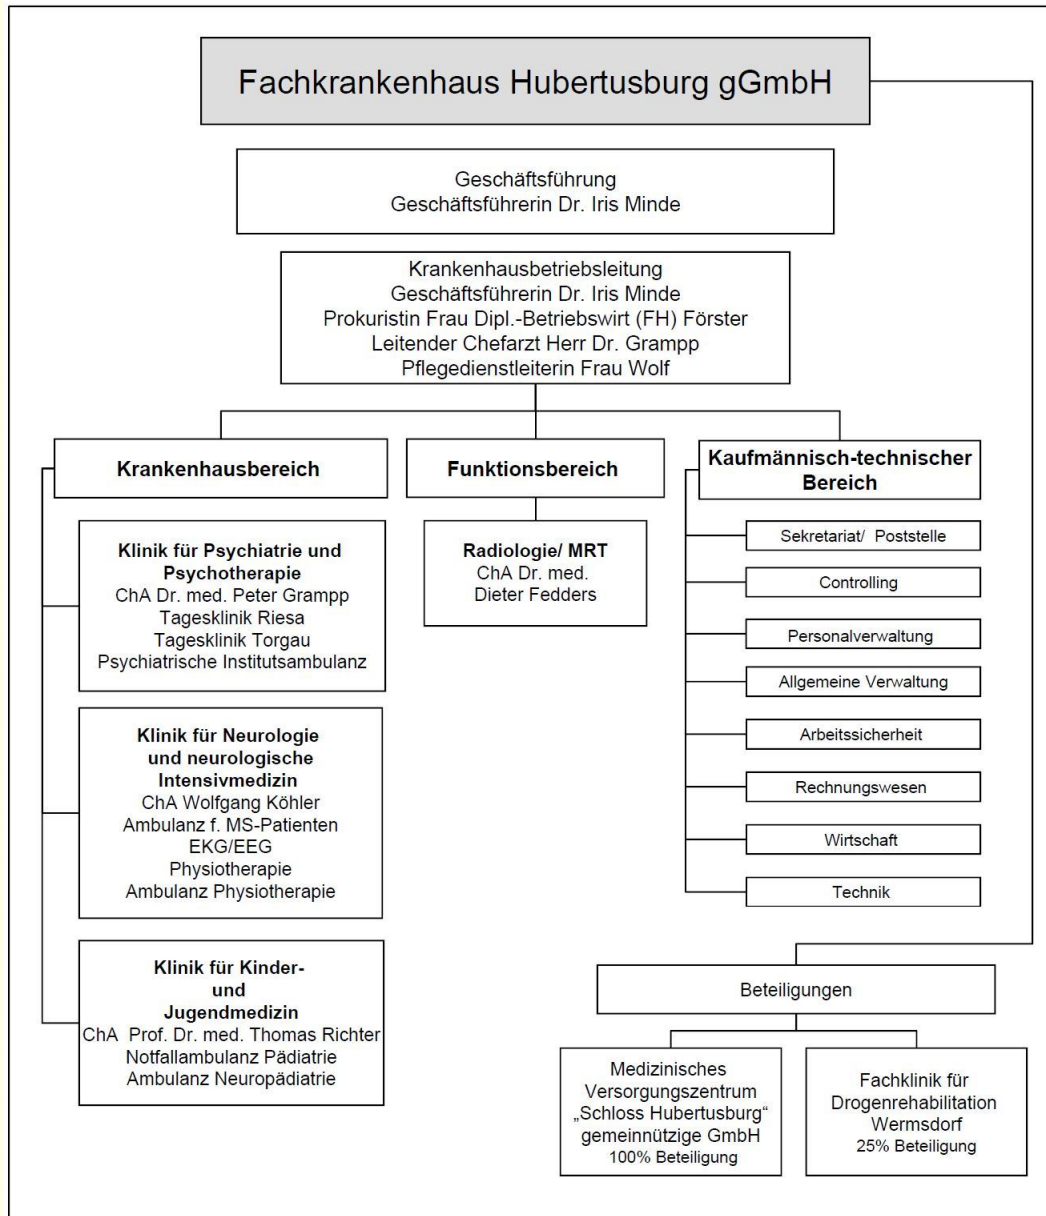 Fachkrankenhaus Hubertusburg gGmbH
Geschäftsführung
Geschäftsführerin Dr. Iris Minde
Krankenhausbetriebsleitung
Geschäftsführerin Dr. Iris Minde
Prokuristin Frau Dipl.-Betriebswirt (FH) Förster
Leitender Chefarzt Herr Dr. Grampp
Pflegedienstleiterin Frau Wolf
Krankenhausbereich
Klinik für Psychiatrie und
Psychotherapie
ChA Dr. med. Peter Grampp
Tagesklinik Riesa
Tagesklinik Torgau
Psychiatrische Institutsambulanz
Klinik für Neurologie
und neurologische
Intensivmedizin
ChA Wolfgang Köhler
Ambulanz f. MS-Patienten
EKG/EEG
Physiotherapie
Ambulanz Physiotherapie
Klinik für Kinder-
und
Jugendmedizin
ChA Prof. Dr. med. Thomas Richter
Notfallambulanz Pädiatrie
Ambulanz Neuropädiatrie
Funktionsbereich
Radiologie/ MRT
ChA Dr. med.
Dieter Fedders
Kaufmännisch-technischer
Bereich
Sekretariat/ Poststelle
Controlling
Personalverwaltung
Allgemeine Verwaltung
Arbeitssicherheit
Rechnungswesen
Wirtschaft
Technik
Beteiligungen
Medizinisches
Versorgungszentrum
„Schloss Hubertusburg“
gemeinnützige GmbH
100% Beteiligung
Fachklinik für
Drogenrehabilitation
Wermsdorf
25% Beteiligung